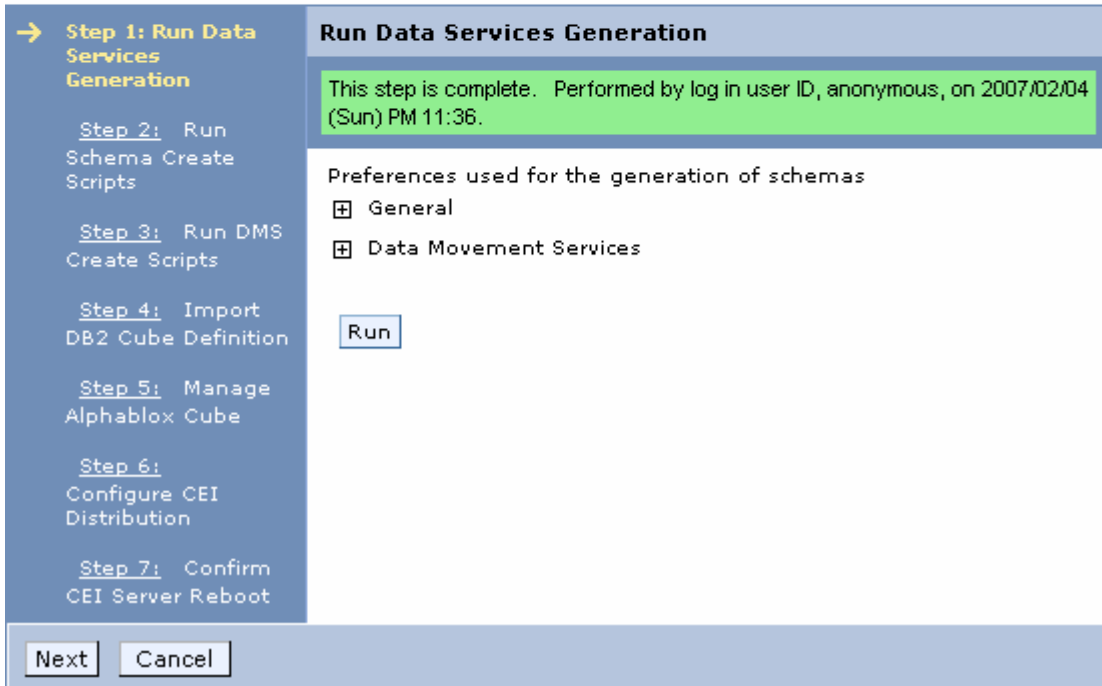 Step 1: Run Data
Services
Generation
Step 2: Run
Schema Create
Scripts
Step 3: Run DMS
Create Scripts
Step 4: Import
DB2 Cube Definition
Step 5: Manage
Alphablox Cube
Step 6:
Configure CEI
Distribution
Step 7: Confirm
CEI Server Reboot
Run Data Services Generation
This step is complete. Performed by log in user ID, anonymous, on 2007/02/04
(Sun) PM 11:36.
Preferences used for the generation of schemas
General
Data Movement Services
Run
Next
Cancel